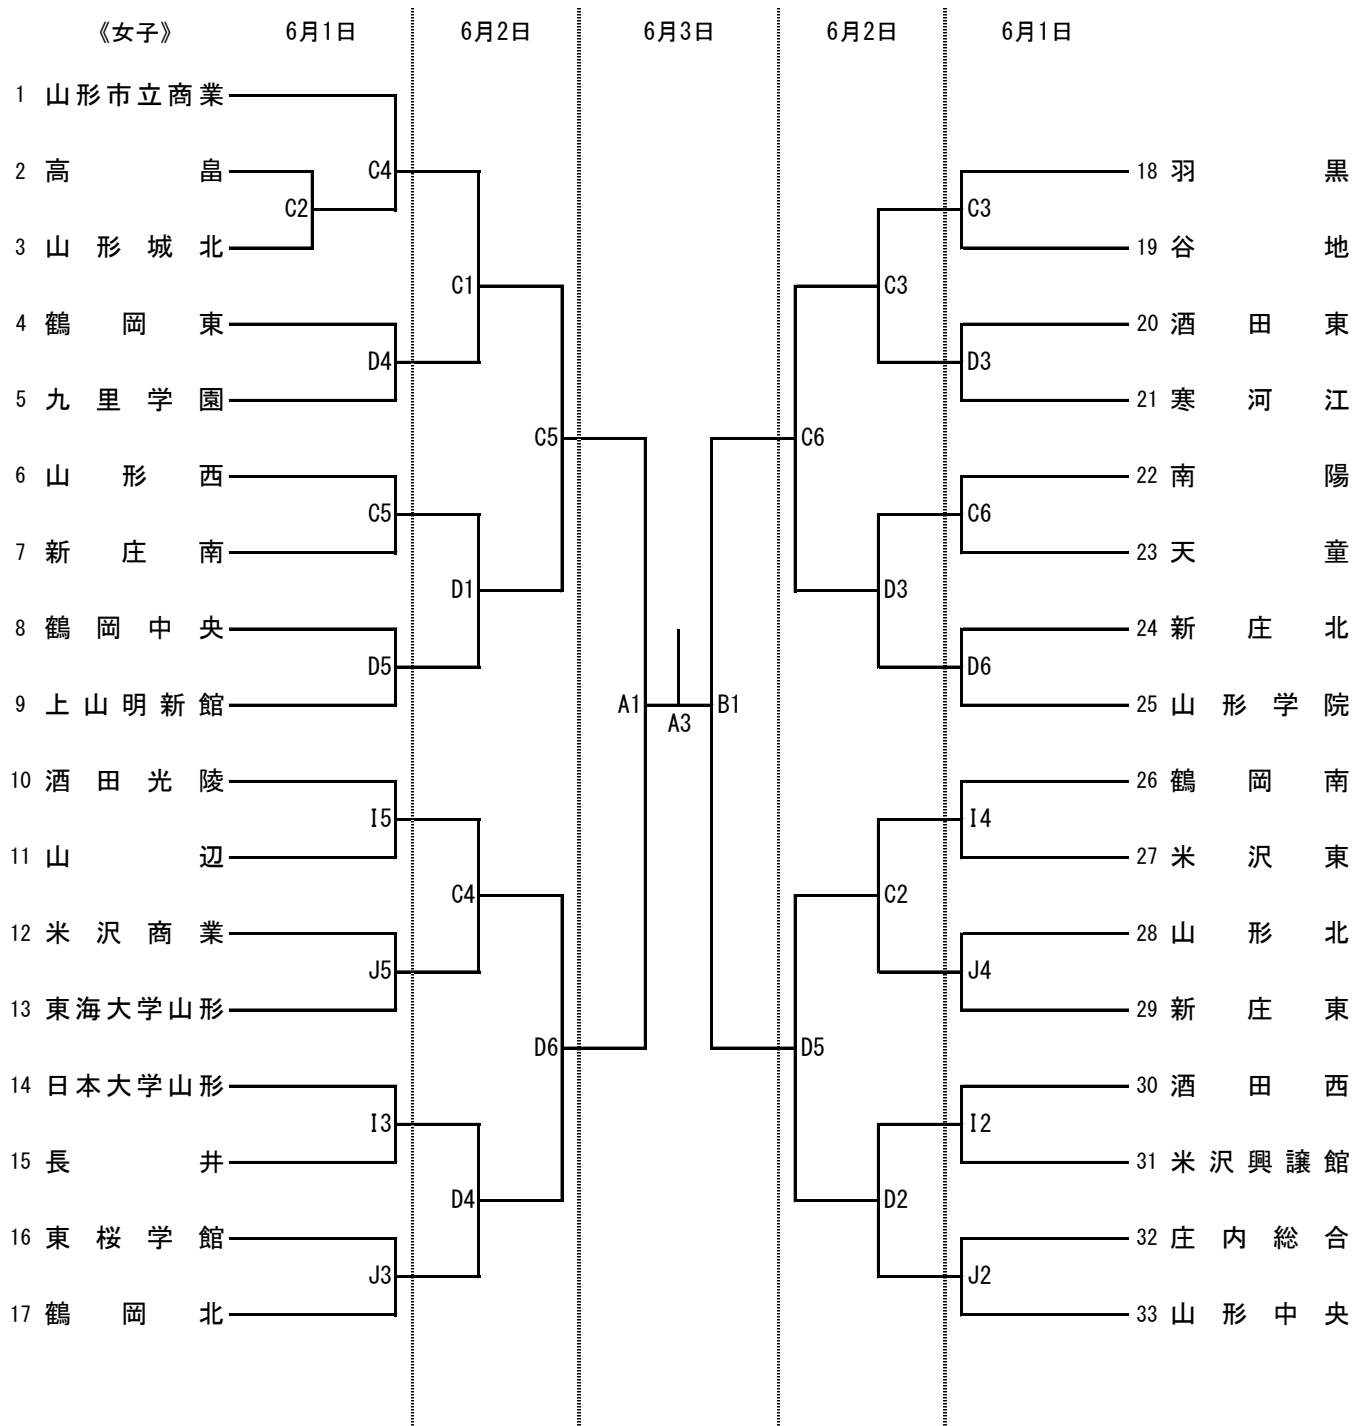 《女子》 6月1日 6月2日 6月3日 6月2日 6月1日
1 山形市立商業
2 高畠 C4 18 羽黒
C2 C3
3 山形城北 19 谷地
C1 C3
4 鶴岡東 20 酒田東
D4 D3
5 九里学園 21 寒河江
C5 C6
6 山形西 22 南陽
C5 C6
7 新庄南 23 天童
D1 D3
8 鶴岡中央 24 新庄北
D5 D6
9 上山明新館 A1 B1 25 山形学院
A3
10 酒田光陵 26 鶴岡南
I5 I4
11 山辺 27 米沢東
C4 C2
12 米沢商業 28 山形北
J5 J4
13 東海大学山形 29 新庄東
D6 D5
14 日本大学山形 30 酒田西
I3 I2
15 長井 31 米沢興譲館
D4 D2
16 東桜学館 32 庄内総合
J3 J2
17 鶴岡北 33 山形中央